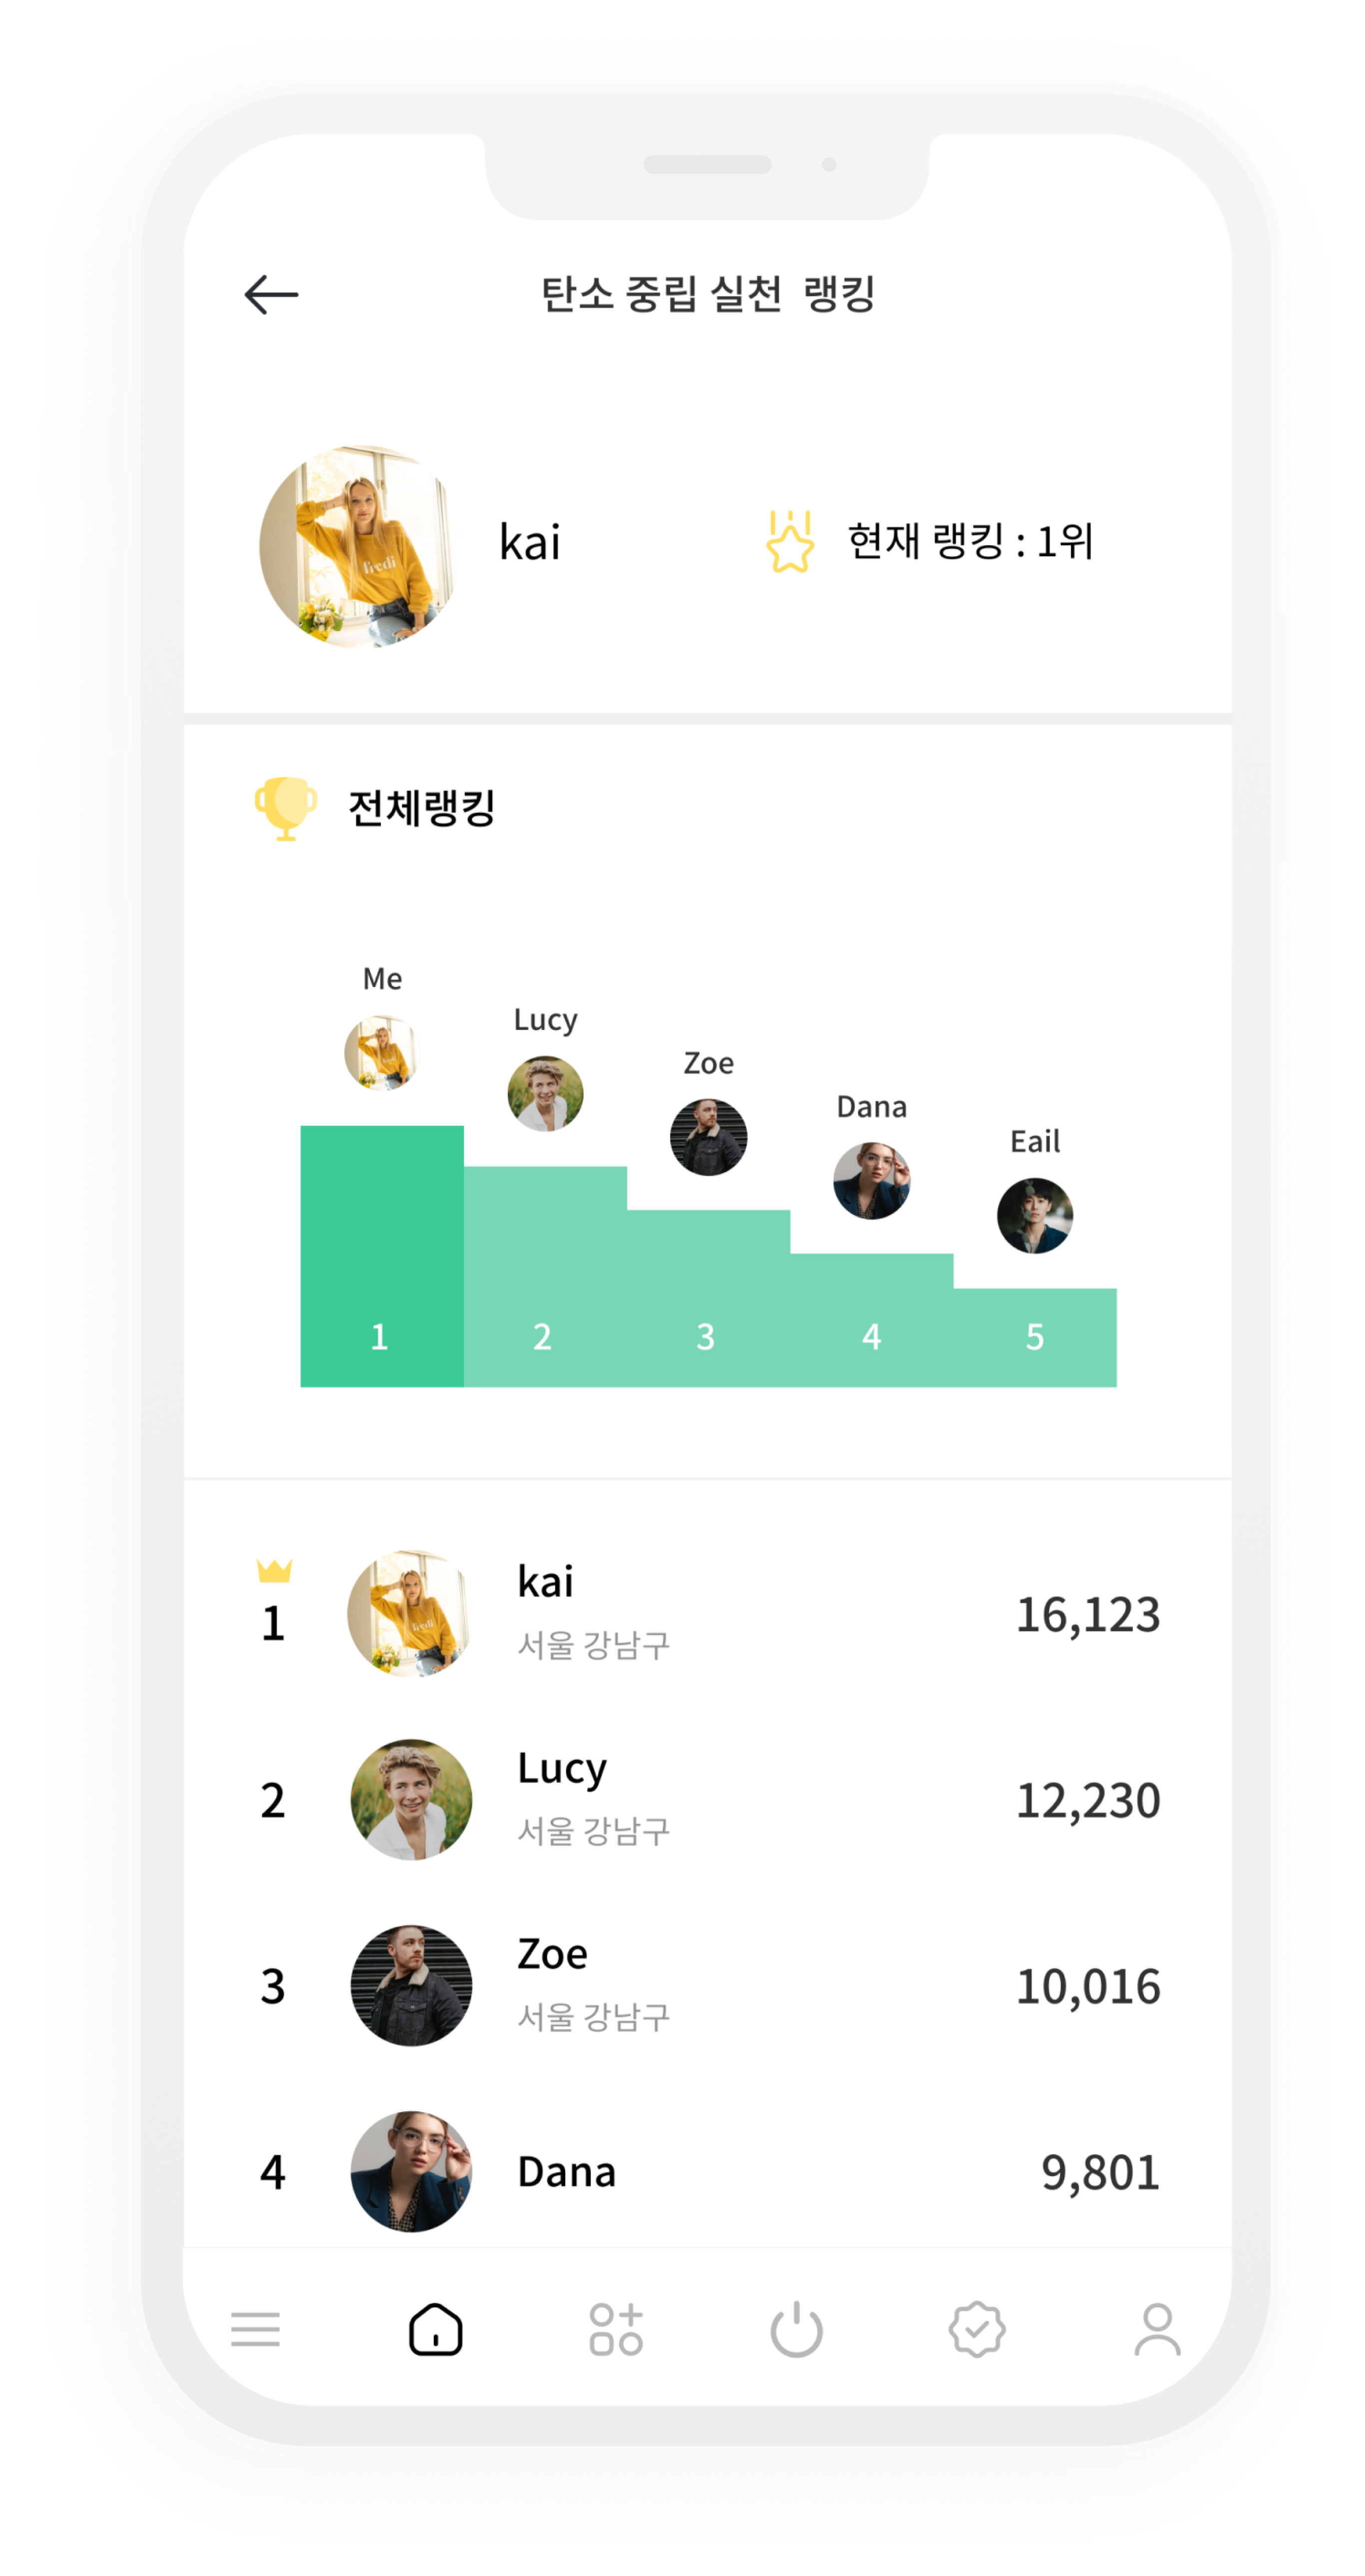 탄소 중립 실천 랭킹
kai
현재 랭킹 : 1위
전체랭킹
Me
Lucy
Zoe
Dana
Eail
1 2 3 4 5
1 kai 16,123
서울 강남구
2 Lucy 12,230
서울 강남구
3 Zoe 10,016
서울 강남구
4 Dana 9,801